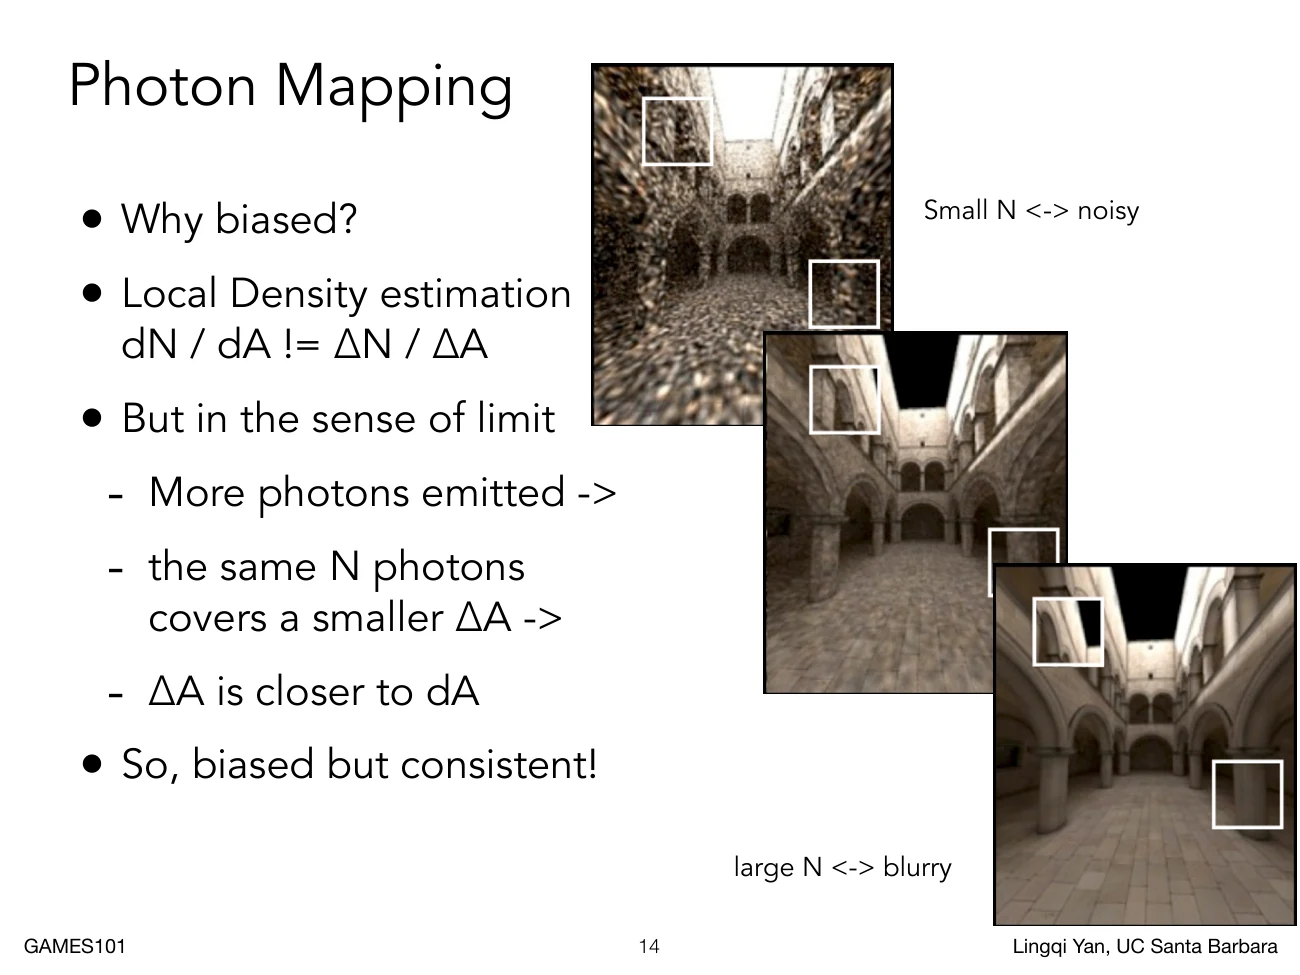 Photon Mapping
Small N <-> noisy
• Why biased?
• Local Density estimation
dN / dA != ΔN / ΔA
• But in the sense of limit
- More photons emitted ->
- the same N photons
covers a smaller ΔA ->
- ΔA is closer to dA
• So, biased but consistent!
large N <-> blurry
GAMES101
14
Lingqi Yan, UC Santa Barbara